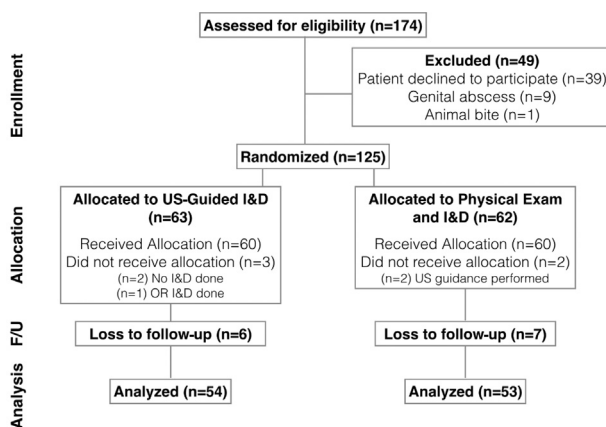 Assessed for eligibility (n=174)
Enrollment
Excluded (n=49)
Patient declined to participate (n=39)
Genital abscess (n=9)
Animal bite (n=1)
Randomized (n=125)
Allocation
Allocated to US-Guided I&D
(n=63)
Received Allocation (n=60)
Did not receive allocation (n=3)
(n=2) No I&D done
(n=1) OR I&D done
Allocated to Physical Exam
and I&D (n=62)
Received Allocation (n=60)
Did not receive allocation (n=2)
(n=2) US guidance performed
F/U
Loss to follow-up (n=6)
Loss to follow-up (n=7)
Analysis
Analyzed (n=54)
Analyzed (n=53)